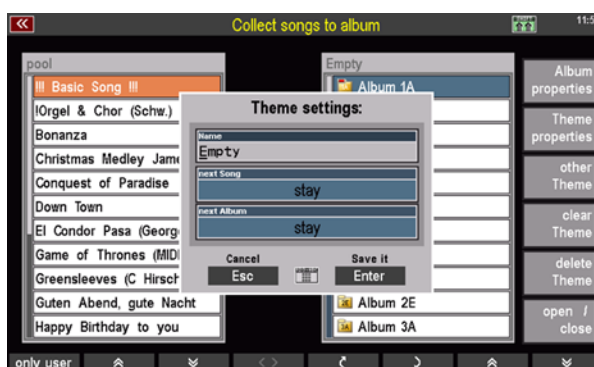 Collect songs to album
11:5
pool
!!! Basic Song !!!
!Orgel & Chor (Schw.)
Bonanza
Christmas Medley Jame
Conquest of Paradise
Down Town
El Condor Pasa (Georg
Game of Thrones (MIDI
Greensleeves (C Hirsch
Guten Abend, gute Nacht
Happy Birthday to you
Empty
Album 1A
Album 2E
Album 3A
Theme settings:
Name
Empty
next Song
stay
next Album
stay
Cancel
Esc
Save it
Enter
Album
properties
Theme
properties
other
Theme
clear
Theme
delete
Theme
open /
close
only user